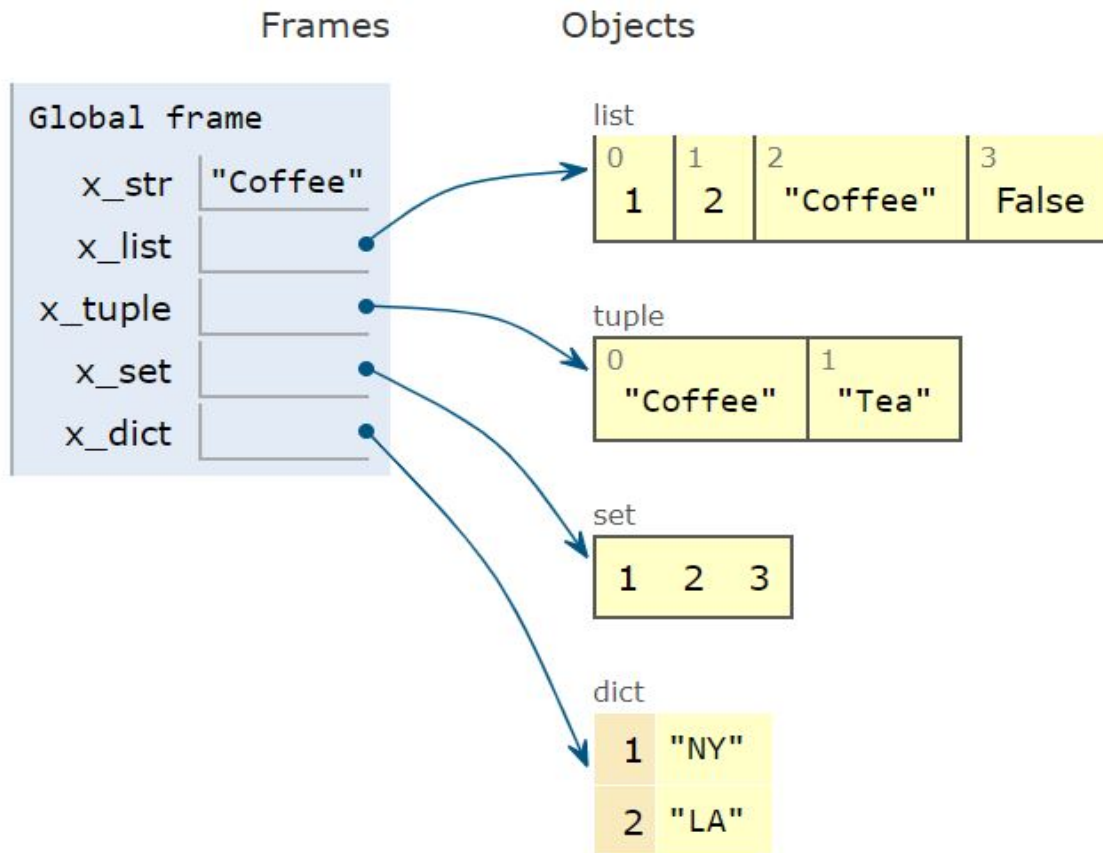 Frames Objects
Global frame
x_str "Coffee"
x_list
x_tuple
x_set
x_dict
list
0 1 2 3
1 2 "Coffee" False
tuple
0 1
"Coffee" "Tea"
set
1 2 3
dict
1 "NY"
2 "LA"